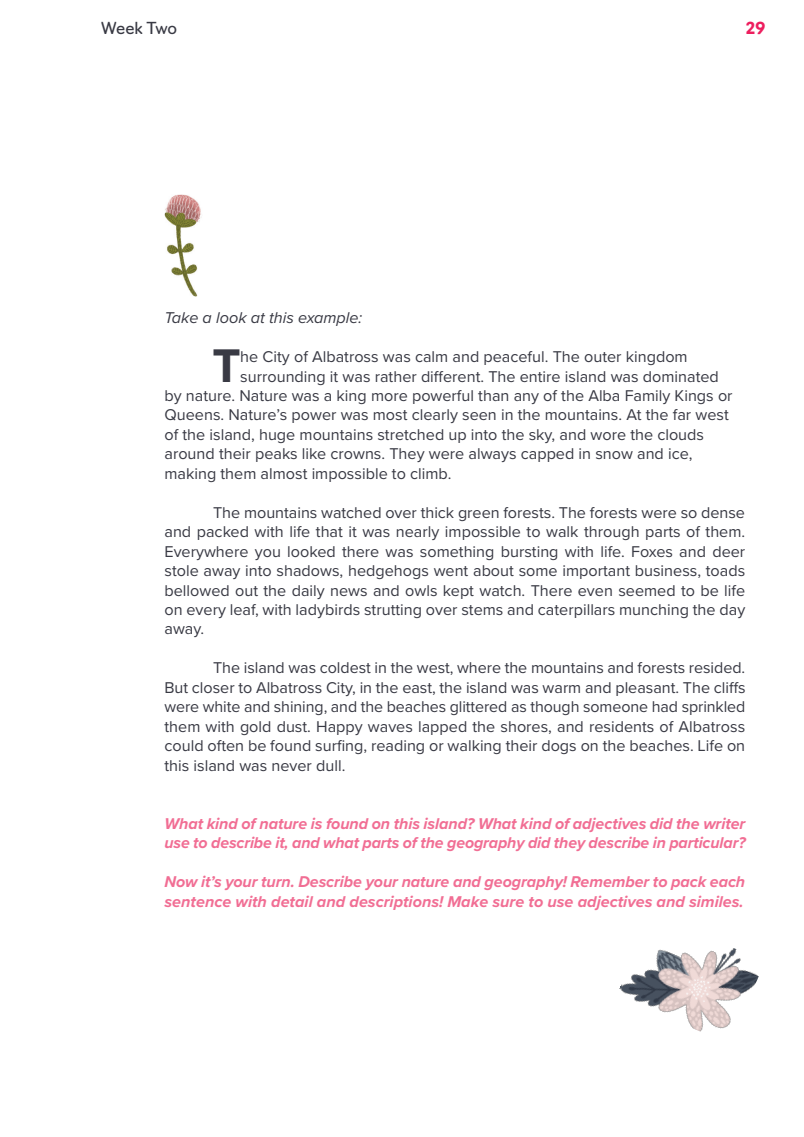 Week Two
29
Take a look at this example:
The City of Albatross was calm and peaceful. The outer kingdom
surrounding it was rather different. The entire island was dominated
by nature. Nature was a king more powerful than any of the Alba Family Kings or
Queens. Nature’s power was most clearly seen in the mountains. At the far west
of the island, huge mountains stretched up into the sky, and wore the clouds
around their peaks like crowns. They were always capped in snow and ice,
making them almost impossible to climb.
The mountains watched over thick green forests. The forests were so dense
and packed with life that it was nearly impossible to walk through parts of them.
Everywhere you looked there was something bursting with life. Foxes and deer
stole away into shadows, hedgehogs went about some important business, toads
bellowed out the daily news and owls kept watch. There even seemed to be life
on every leaf, with ladybirds strutting over stems and caterpillars munching the day
away.
The island was coldest in the west, where the mountains and forests resided.
But closer to Albatross City, in the east, the island was warm and pleasant. The cliffs
were white and shining, and the beaches glittered as though someone had sprinkled
them with gold dust. Happy waves lapped the shores, and residents of Albatross
could often be found surfing, reading or walking their dogs on the beaches. Life on
this island was never dull.
What kind of nature is found on this island? What kind of adjectives did the writer
use to describe it, and what parts of the geography did they describe in particular?
Now it’s your turn. Describe your nature and geography! Remember to pack each
sentence with detail and descriptions! Make sure to use adjectives and similes.